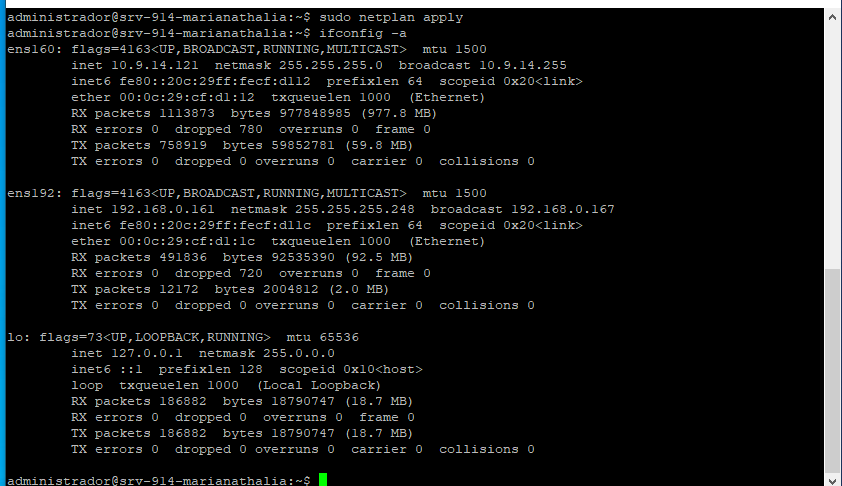 administrador@srv-914-marianathalia:~$ sudo netplan apply
administrador@srv-914-marianathalia:~$ ifconfig -a
ens160: flags=4163<UP,BROADCAST,RUNNING,MULTICAST>  mtu 1500
        inet 10.9.14.121  netmask 255.255.255.0  broadcast 10.9.14.255
        inet6 fe80::20c:29ff:fecf:d112  prefixlen 64  scopeid 0x20<link>
        ether 00:0c:29:cf:d1:12  txqueuelen 1000  (Ethernet)
        RX packets 1113873  bytes 977848985 (977.8 MB)
        RX errors 0  dropped 780  overruns 0  frame 0
        TX packets 758919  bytes 59852781 (59.8 MB)
        TX errors 0  dropped 0 overruns 0  carrier 0  collisions 0

ens192: flags=4163<UP,BROADCAST,RUNNING,MULTICAST>  mtu 1500
        inet 192.168.0.161  netmask 255.255.255.248  broadcast 192.168.0.167
        inet6 fe80::20c:29ff:fecf:d11c  prefixlen 64  scopeid 0x20<link>
        ether 00:0c:29:cf:d1:1c  txqueuelen 1000  (Ethernet)
        RX packets 491836  bytes 92535390 (92.5 MB)
        RX errors 0  dropped 720  overruns 0  frame 0
        TX packets 12172  bytes 2004812 (2.0 MB)
        TX errors 0  dropped 0 overruns 0  carrier 0  collisions 0

lo: flags=73<UP,LOOPBACK,RUNNING>  mtu 65536
        inet 127.0.0.1  netmask 255.0.0.0
        inet6 ::1  prefixlen 128  scopeid 0x10<host>
        loop  txqueuelen 1000  (Local Loopback)
        RX packets 186882  bytes 18790747 (18.7 MB)
        RX errors 0  dropped 0  overruns 0  frame 0
        TX packets 186882  bytes 18790747 (18.7 MB)
        TX errors 0  dropped 0 overruns 0  carrier 0  collisions 0

administrador@srv-914-marianathalia:~$